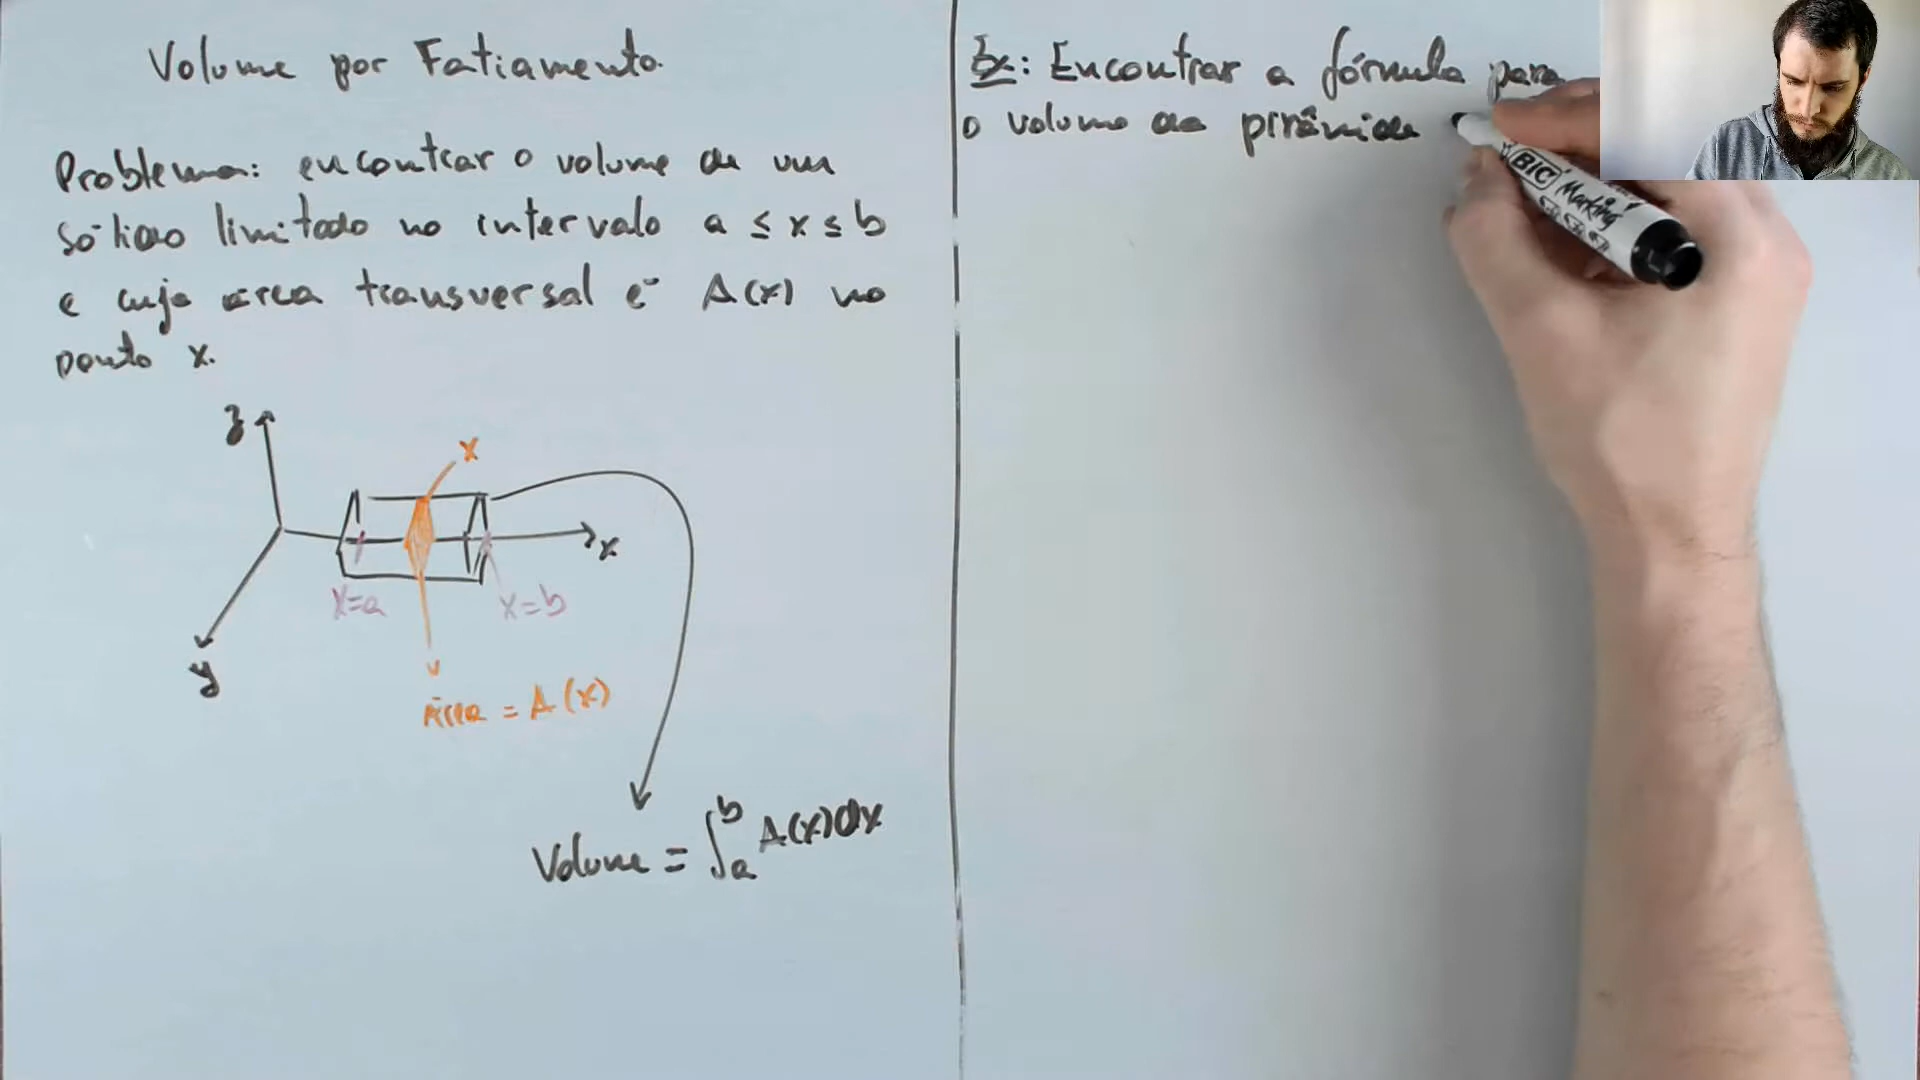 Volume por Fatiamento.
Problema: encontrar o volume de um
sólido limitado no intervalo a ≤ x ≤ b
e cuja área transversal é A(x) no
ponto x.
z
x
x
x=a
x=b
y
Área = A(x)
Volume = ∫ₐᵇ A(x)dx
Ex: Encontrar a fórmula para
o volume da pirâmide
BIC
Marking